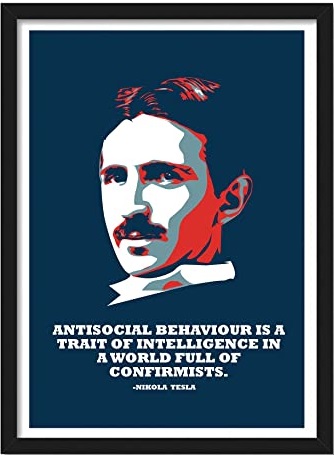 ANTISOCIAL BEHAVIOUR IS A
TRAIT OF INTELLIGENCE IN
A WORLD FULL OF
CONFIRMISTS.
-NIKOLA TESLA